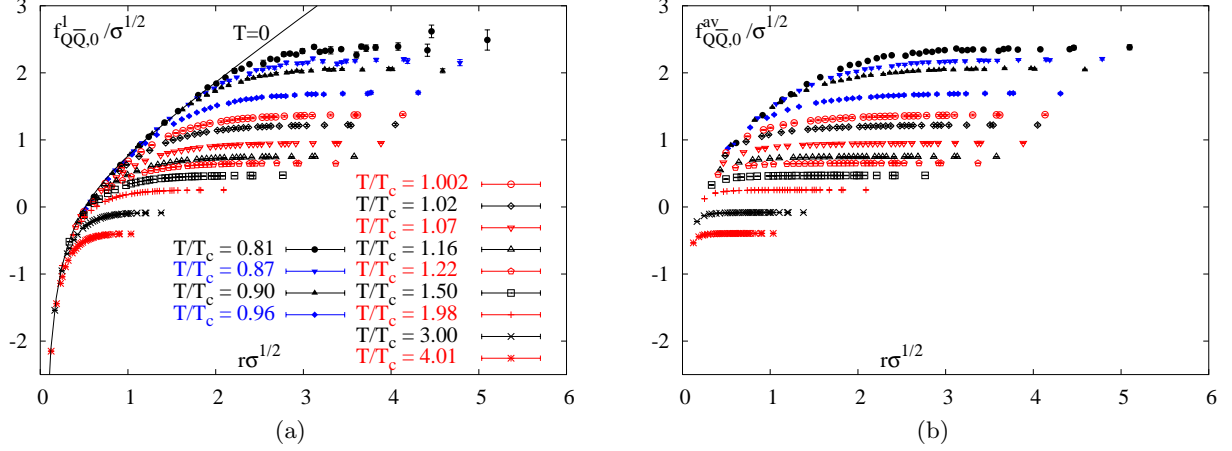 f¹_{QQ̅,0}/σ^{1/2}
T=0
3
2
1
0
-1
-2
T/T_c = 0.81
T/T_c = 0.87
T/T_c = 0.90
T/T_c = 0.96
T/T_c = 1.002
T/T_c = 1.02
T/T_c = 1.07
T/T_c = 1.16
T/T_c = 1.22
T/T_c = 1.50
T/T_c = 1.98
T/T_c = 3.00
T/T_c = 4.01
rσ^{1/2}
0 1 2 3 4 5 6
(a)
f^{av}_{QQ̅,0}/σ^{1/2}
3
2
1
0
-1
-2
rσ^{1/2}
0 1 2 3 4 5 6
(b)